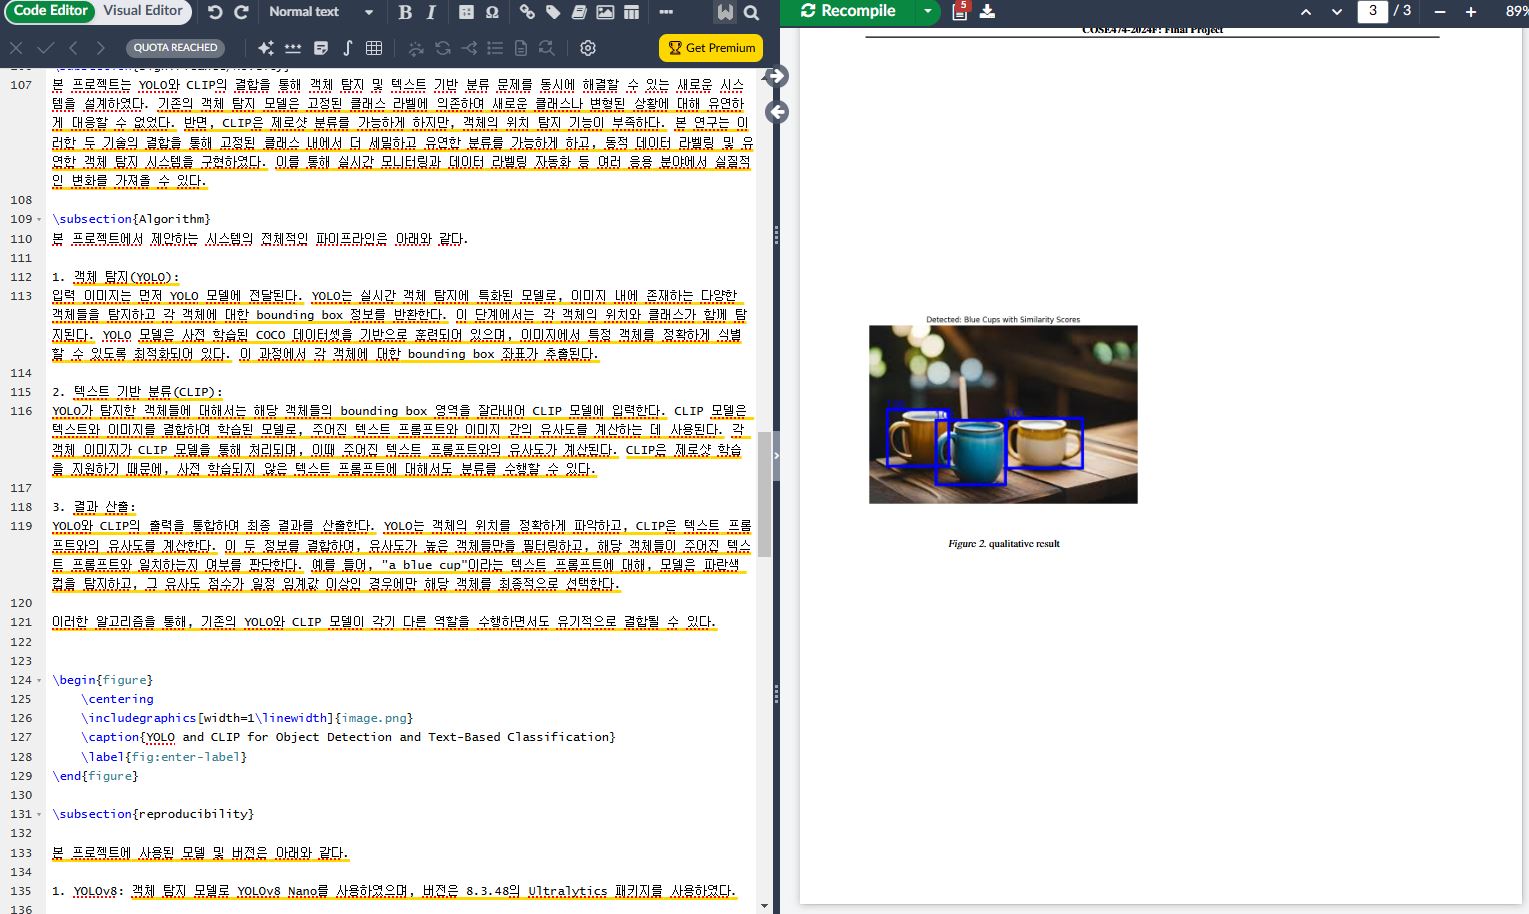 Code Editor Visual Editor Normal text Recompile 5 3 / 3 89%
QUOTA REACHED Get Premium
COSE474-2024F: Final Project
107 본 프로젝트는 YOLO와 CLIP의 결합을 통해 객체 탐지 및 텍스트 기반 분류 문제를 동시에 해결할 수 있는 새로운 시스
템을 설계하였다. 기존의 객체 탐지 모델은 고정된 클래스 라벨에 의존하며 새로운 클래스나 변형된 상황에 대해 유연하
게 대응할 수 없었다. 반면, CLIP은 제로샷 분류를 가능하게 하지만, 객체의 위치 탐지 기능이 부족하다. 본 연구는 이
러한 두 기술의 결합을 통해 고정된 클래스 내에서 더 세밀하고 유연한 분류를 가능하게 하고, 동적 데이터 라벨링 및 유
연한 객체 탐지 시스템을 구현하였다. 이를 통해 실시간 모니터링과 데이터 라벨링 자동화 등 여러 응용 분야에서 실질적
인 변화를 가져올 수 있다.
108
109 \subsection{Algorithm}
110 본 프로젝트에서 제안하는 시스템의 전체적인 파이프라인은 아래와 같다.
111
112 1. 객체 탐지(YOLO):
113 입력 이미지는 먼저 YOLO 모델에 전달된다. YOLO는 실시간 객체 탐지에 특화된 모델로, 이미지 내에 존재하는 다양한
객체들을 탐지하고 각 객체에 대한 bounding box 정보를 반환한다. 이 단계에서는 각 객체의 위치와 클래스가 함께 탐
지된다. YOLO 모델은 사전 학습된 COCO 데이터셋를 기반으로 훈련되어 있으며, 이미지에서 특정 객체를 정확하게 식별
할 수 있도록 최적화되어 있다. 이 과정에서 각 객체에 대한 bounding box 좌표가 추출된다.
114
115 2. 텍스트 기반 분류(CLIP):
116 YOLO가 탐지한 객체들에 대해서는 해당 객체들의 bounding box 영역을 잘라내어 CLIP 모델에 입력한다. CLIP 모델은
텍스트와 이미지를 결합하여 학습된 모델로, 주어진 텍스트 프롬프트와 이미지 간의 유사도를 계산하는 데 사용된다. 각
객체 이미지가 CLIP 모델을 통해 처리되며, 이때 주어진 텍스트 프롬프트와의 유사도가 계산된다. CLIP은 제로샷 학습
을 지원하기 때문에, 사전 학습되지 않은 텍스트 프롬프트에 대해서도 분류를 수행할 수 있다.
117
118 3. 결과 산출:
119 YOLO와 CLIP의 출력을 통합하여 최종 결과를 산출한다. YOLO는 객체의 위치를 정확하게 파악하고, CLIP은 텍스트 프롬
프트와의 유사도를 계산한다. 이 두 정보를 결합하여, 유사도가 높은 객체들만을 필터링하고, 해당 객체들이 주어진 텍스
트 프롬프트와 일치하는지 여부를 판단한다. 예를 들어, "a blue cup"이라는 텍스트 프롬프트에 대해, 모델은 파란색
컵을 탐지하고, 그 유사도 점수가 일정 임계값 이상인 경우에만 해당 객체를 최종적으로 선택한다.
120
121 이러한 알고리즘을 통해, 기존의 YOLO와 CLIP 모델이 각기 다른 역할을 수행하면서도 유기적으로 결합될 수 있다.
122
123
124 \begin{figure}
125 \centering
126 \includegraphics[width=1\linewidth]{image.png}
127 \caption{YOLO and CLIP for Object Detection and Text-Based Classification}
128 \label{fig:enter-label}
129 \end{figure}
130
131 \subsection{reproducibility}
132
133 본 프로젝트에 사용된 모델 및 버전은 아래와 같다.
134
135 1. YOLOv8: 객체 탐지 모델로 YOLOv8 Nano를 사용하였으며, 버전은 8.3.48의 Ultralytics 패키지를 사용하였다.
136
Detected: Blue Cups with Similarity Scores
Figure 2. qualitative result